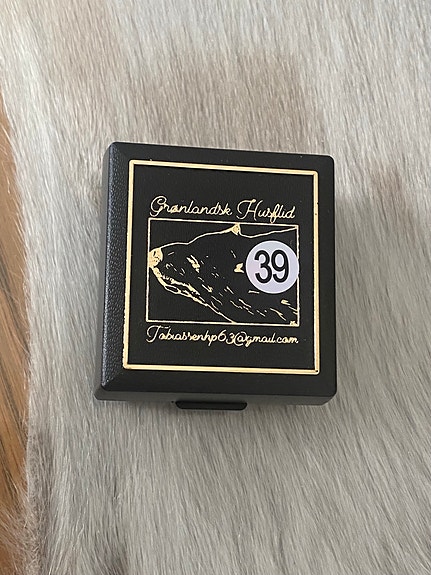 Grønlandsk Husflid
39
Tobiassenhp63@gmail.com